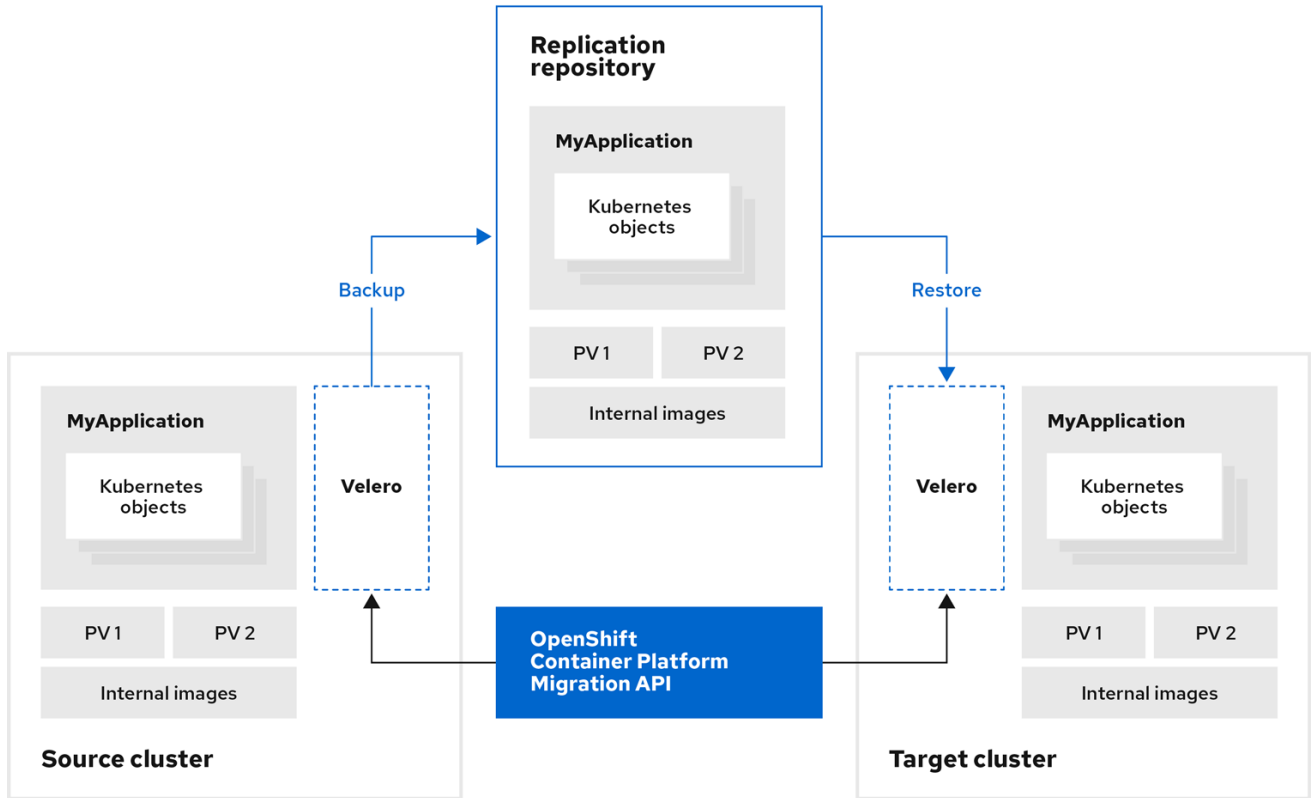 Replication
repository
MyApplication
Kubernetes
objects
PV 1
PV 2
Internal images
Backup
Restore
MyApplication
Kubernetes
objects
Velero
PV 1
PV 2
Internal images
Source cluster
OpenShift
Container Platform
Migration API
Velero
MyApplication
Kubernetes
objects
PV 1
PV 2
Internal images
Target cluster